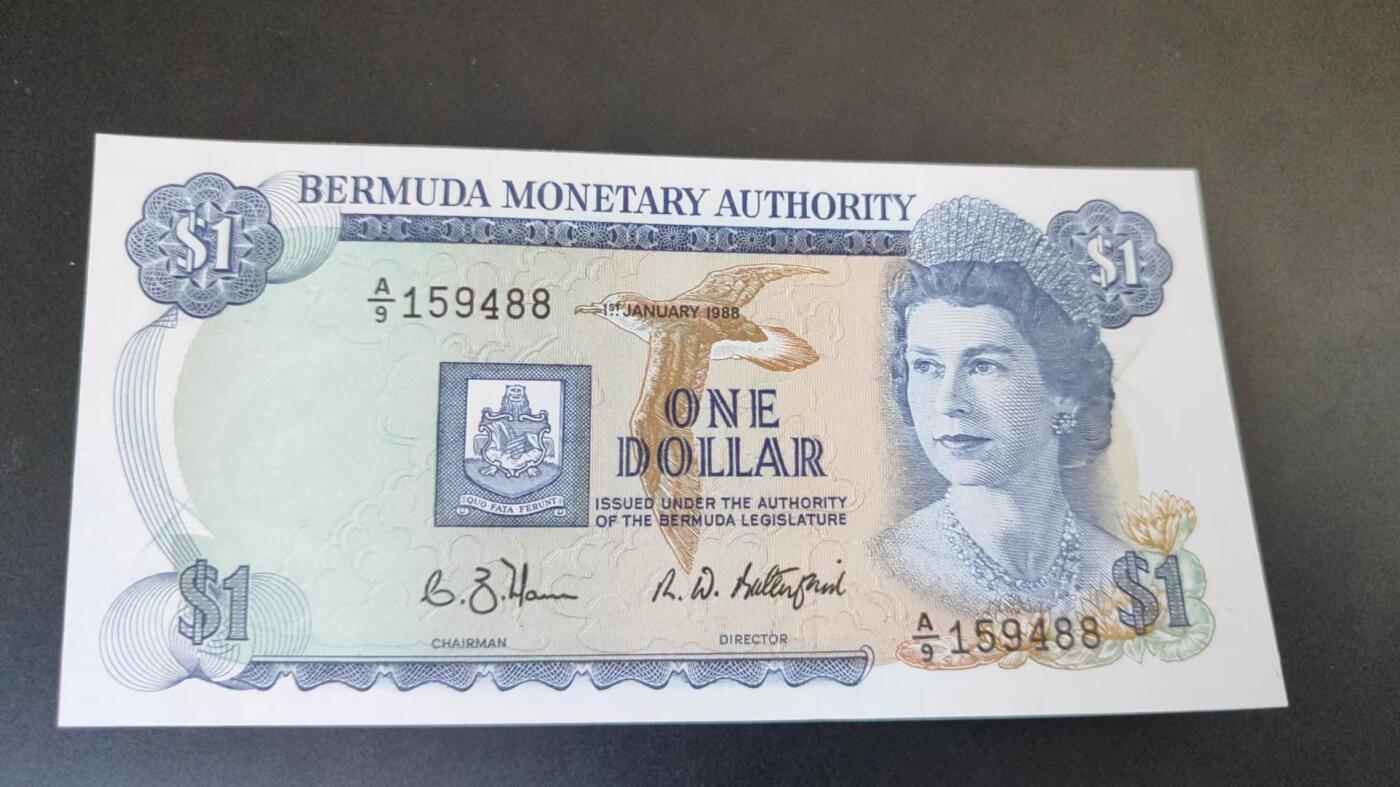 BERMUDA MONETARY AUTHORITY
$1
$1
A/9 159488
1st JANUARY 1988
ONE
DOLLAR
QUO FATA FERUNT
ISSUED UNDER THE AUTHORITY
OF THE BERMUDA LEGISLATURE
CHAIRMAN
DIRECTOR
$1
$1
A/9 159488